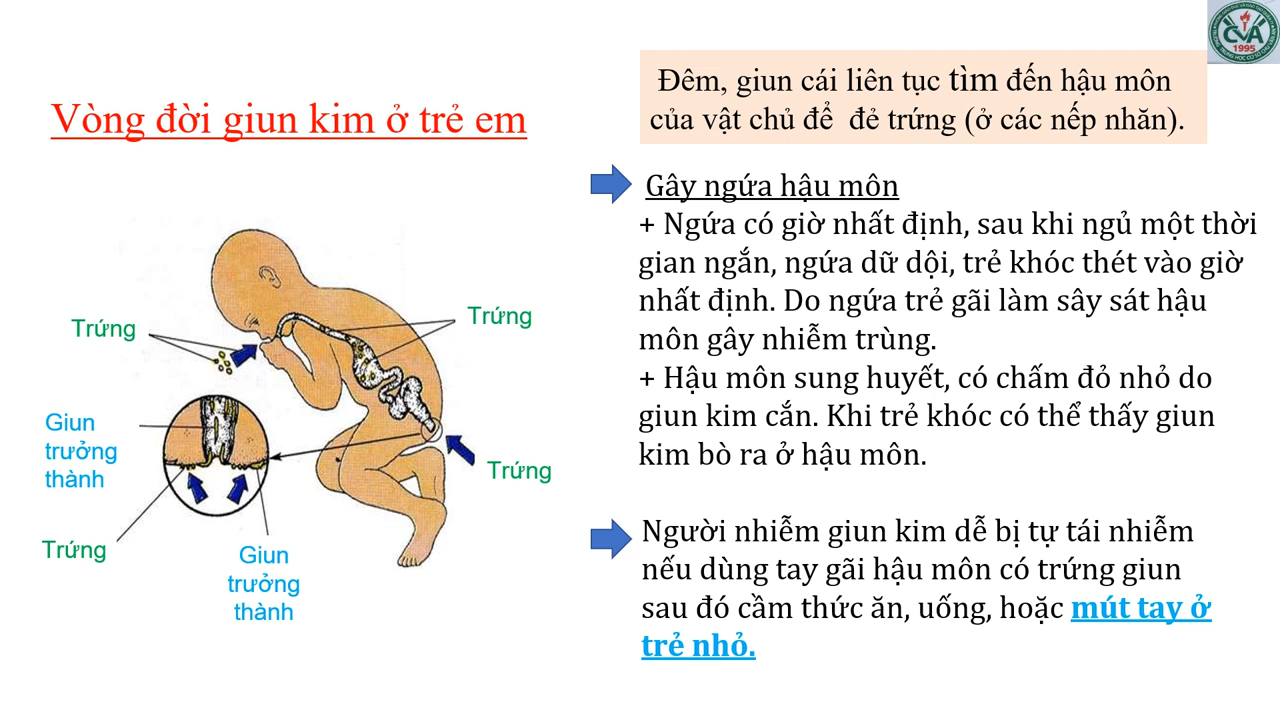 CVA
1995
Vòng đời giun kim ở trẻ em
Đêm, giun cái liên tục tìm đến hậu môn
của vật chủ để đẻ trứng (ở các nếp nhăn).
Gây ngứa hậu môn
+ Ngứa có giờ nhất định, sau khi ngủ một thời
gian ngắn, ngứa dữ dội, trẻ khóc thét vào giờ
nhất định. Do ngứa trẻ gãi làm sây sát hậu
môn gây nhiễm trùng.
+ Hậu môn sung huyết, có chấm đỏ nhỏ do
giun kim cắn. Khi trẻ khóc có thể thấy giun
kim bò ra ở hậu môn.
Người nhiễm giun kim dễ bị tự tái nhiễm
nếu dùng tay gãi hậu môn có trứng giun
sau đó cầm thức ăn, uống, hoặc mút tay ở
trẻ nhỏ.
Trứng
Trứng
Giun
trưởng
thành
Trứng
Trứng
Giun
trưởng
thành